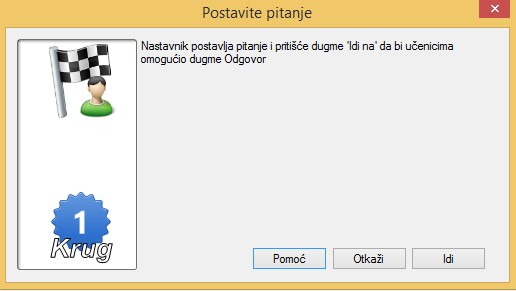 Postavite pitanje
Nastavnik postavlja pitanje i pritišće dugme 'Idi na' da bi učenicima
omogućio dugme Odgovor
1
Krug
Pomoć
Otkaži
Idi